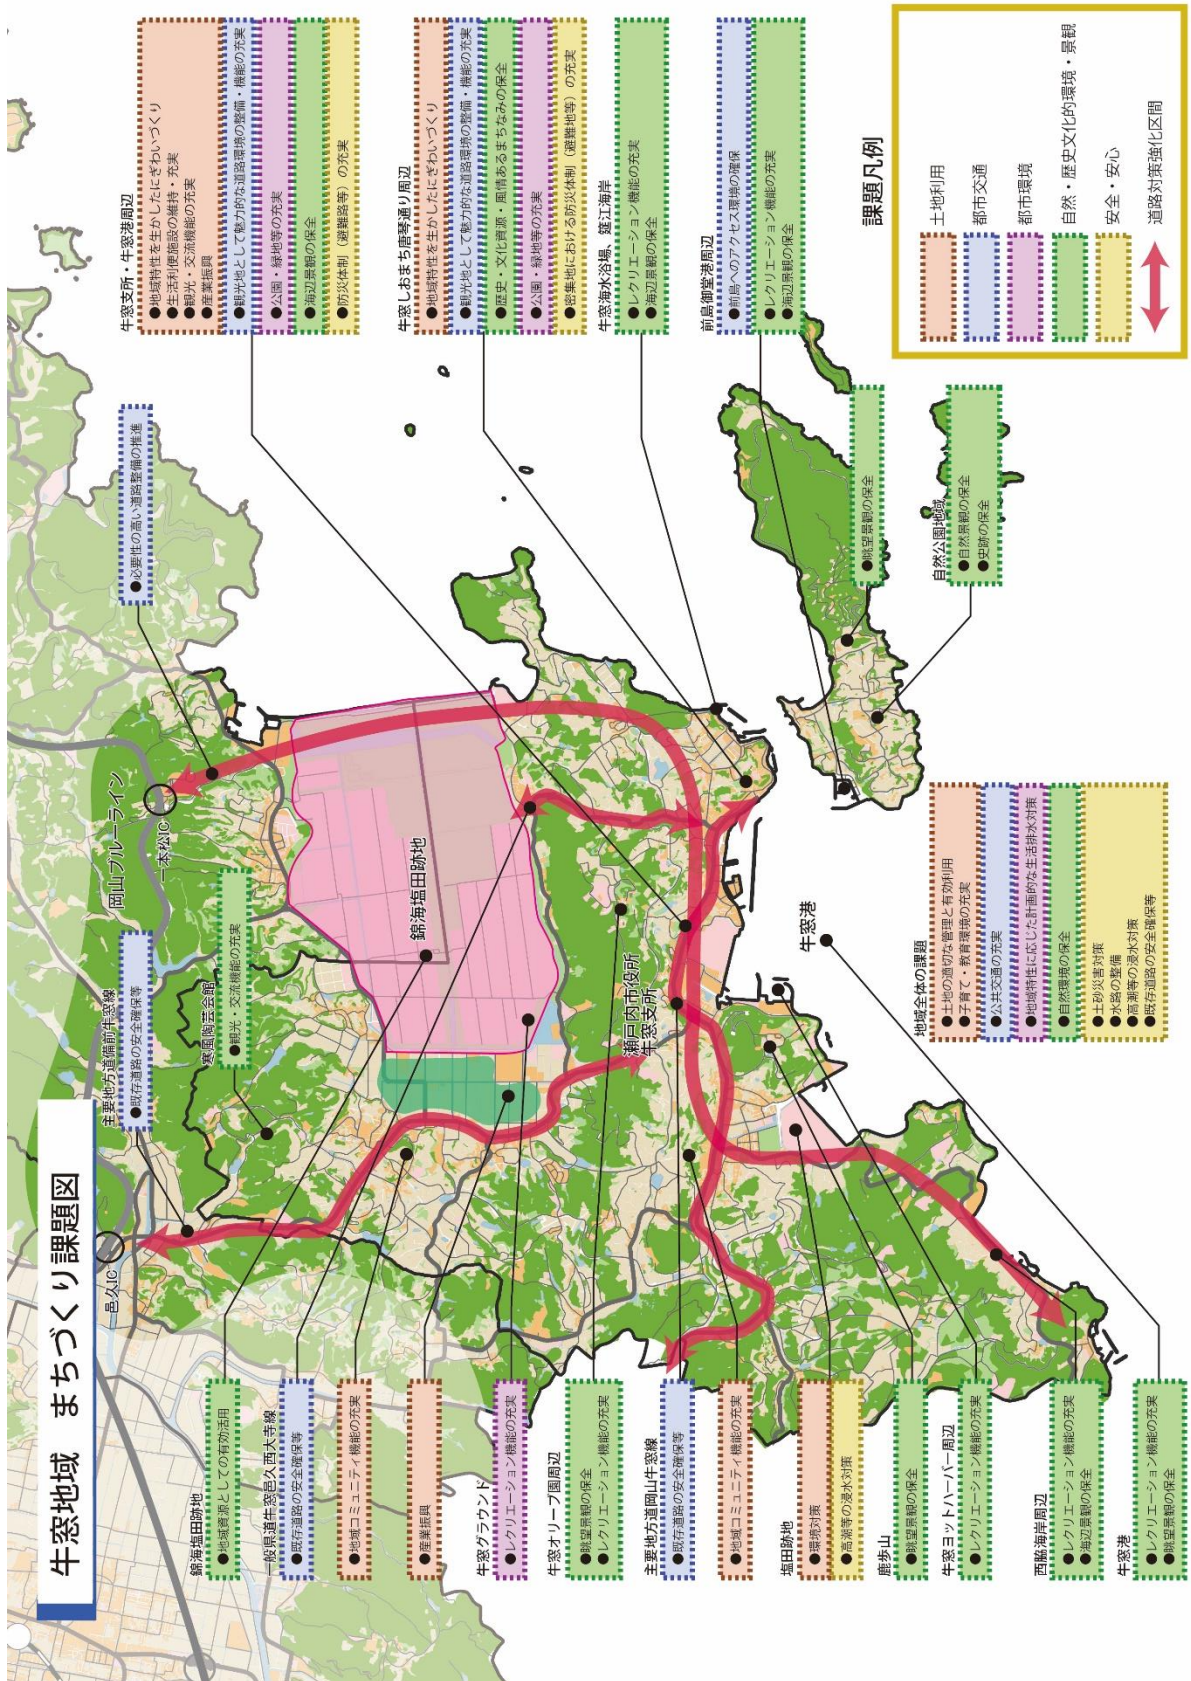 牛窓地域　まちづくり課題図
邑久IC
主要地方道備前牛窓線
●既存道路の安全確保等
寒風陶芸会館
●観光・交流機能の充実
岡山ブルーライン
一本松IC
●必要性の高い道路整備の推進
牛窓支所・牛窓港周辺
●地域特性を生かしたにぎわいづくり
●生活利便施設の維持・充実
●観光・交流機能の充実
●産業振興
●観光地として魅力的な道路環境の整備・機能の充実
●公園・緑地等の充実
●海辺景観の保全
●防災体制（避難路等）の充実
牛窓しおまち唐琴通り周辺
●地域特性を生かしたにぎわいづくり
●観光地として魅力的な道路環境の整備・機能の充実
●歴史・文化資源・風情あるまちなみの保全
●公園・緑地等の充実
●密集地における防災体制（避難地等）の充実
牛窓海水浴場、筵江海岸
●レクリエーション機能の充実
●海辺景観の保全
前島御堂港周辺
●前島へのアクセス環境の確保
●レクリエーション機能の充実
●海辺景観の保全
●眺望景観の保全
自然公園地域
●自然景観の保全
●史跡の保全
錦海塩田跡地
瀬戸内市役所
牛窓支所
牛窓港
地域全体の課題
●土地の適切な管理と有効利用
●子育て・教育環境の充実
●公共交通の充実
●地域特性に応じた計画的な生活排水対策
●自然環境の保全
●土砂災害対策
●水路の整備
●高潮等の浸水対策
●既存道路の安全確保等
錦海塩田跡地
●地域資源としての有効活用
一般県道牛窓邑久西大寺線
●既存道路の安全確保等
●地域コミュニティ機能の充実
●産業振興
牛窓グラウンド
●レクリエーション機能の充実
牛窓オリーブ園周辺
●眺望景観の保全
●レクリエーション機能の充実
主要地方道岡山牛窓線
●既存道路の安全確保等
●地域コミュニティ機能の充実
塩田跡地
●環境対策
●高潮等の浸水対策
鹿歩山
●眺望景観の保全
牛窓ヨットハーバー周辺
●レクリエーション機能の充実
西脇海岸周辺
●レクリエーション機能の充実
●海辺景観の保全
牛窓港
●レクリエーション機能の充実
●眺望景観の保全
課題凡例
土地利用
都市交通
都市環境
自然・歴史文化的環境・景観
安全・安心
道路対策強化区間